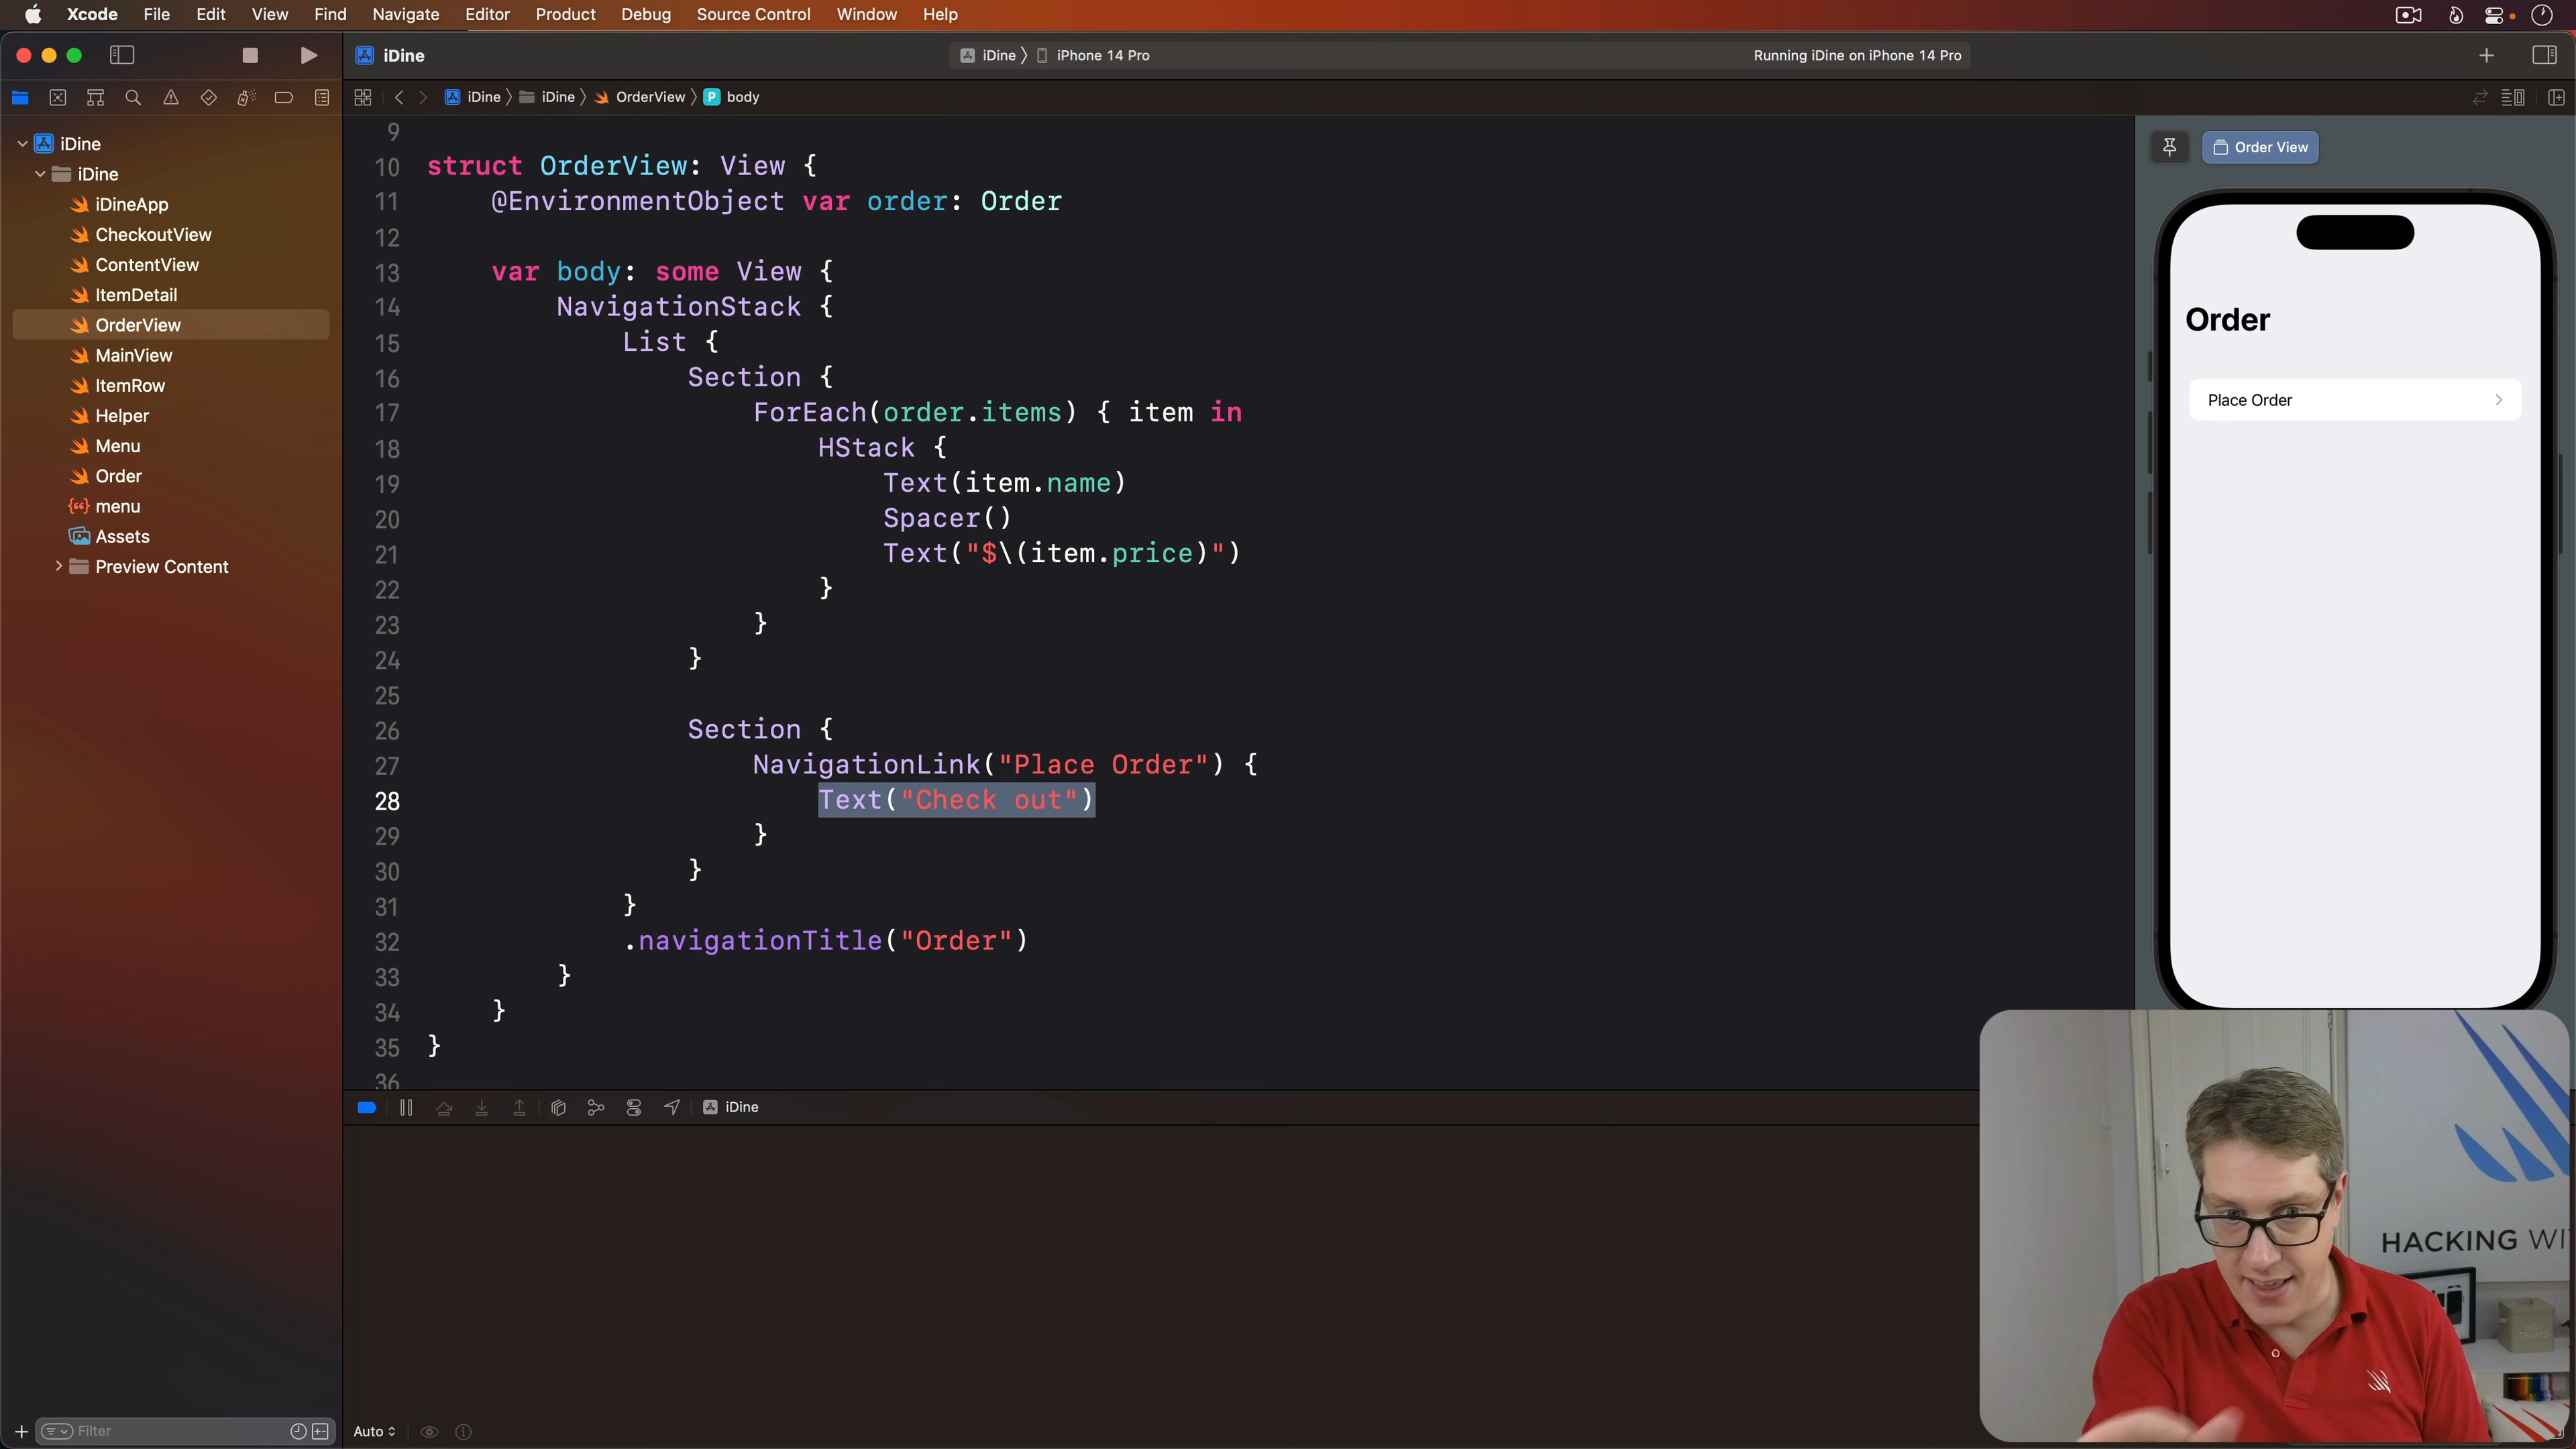 Xcode File Edit View Find Navigate Editor Product Debug Source Control Window Help
iDine
iDine iPhone 14 Pro
Running iDine on iPhone 14 Pro
iDine iDine OrderView P body
iDine
iDine
iDineApp
CheckoutView
ContentView
ItemDetail
OrderView
MainView
ItemRow
Helper
Menu
Order
menu
Assets
Preview Content
9
10 struct OrderView: View {
11 @EnvironmentObject var order: Order
12
13 var body: some View {
14 NavigationStack {
15 List {
16 Section {
17 ForEach(order.items) { item in
18 HStack {
19 Text(item.name)
20 Spacer()
21 Text("$\(item.price)")
22 }
23 }
24 }
25
26 Section {
27 NavigationLink("Place Order") {
28 Text("Check out")
29 }
30 }
31 }
32 .navigationTitle("Order")
33 }
34 }
35 }
36
Order View
Order
Place Order
iDine
Filter
Auto
HACKING WI
DOG
TREATS